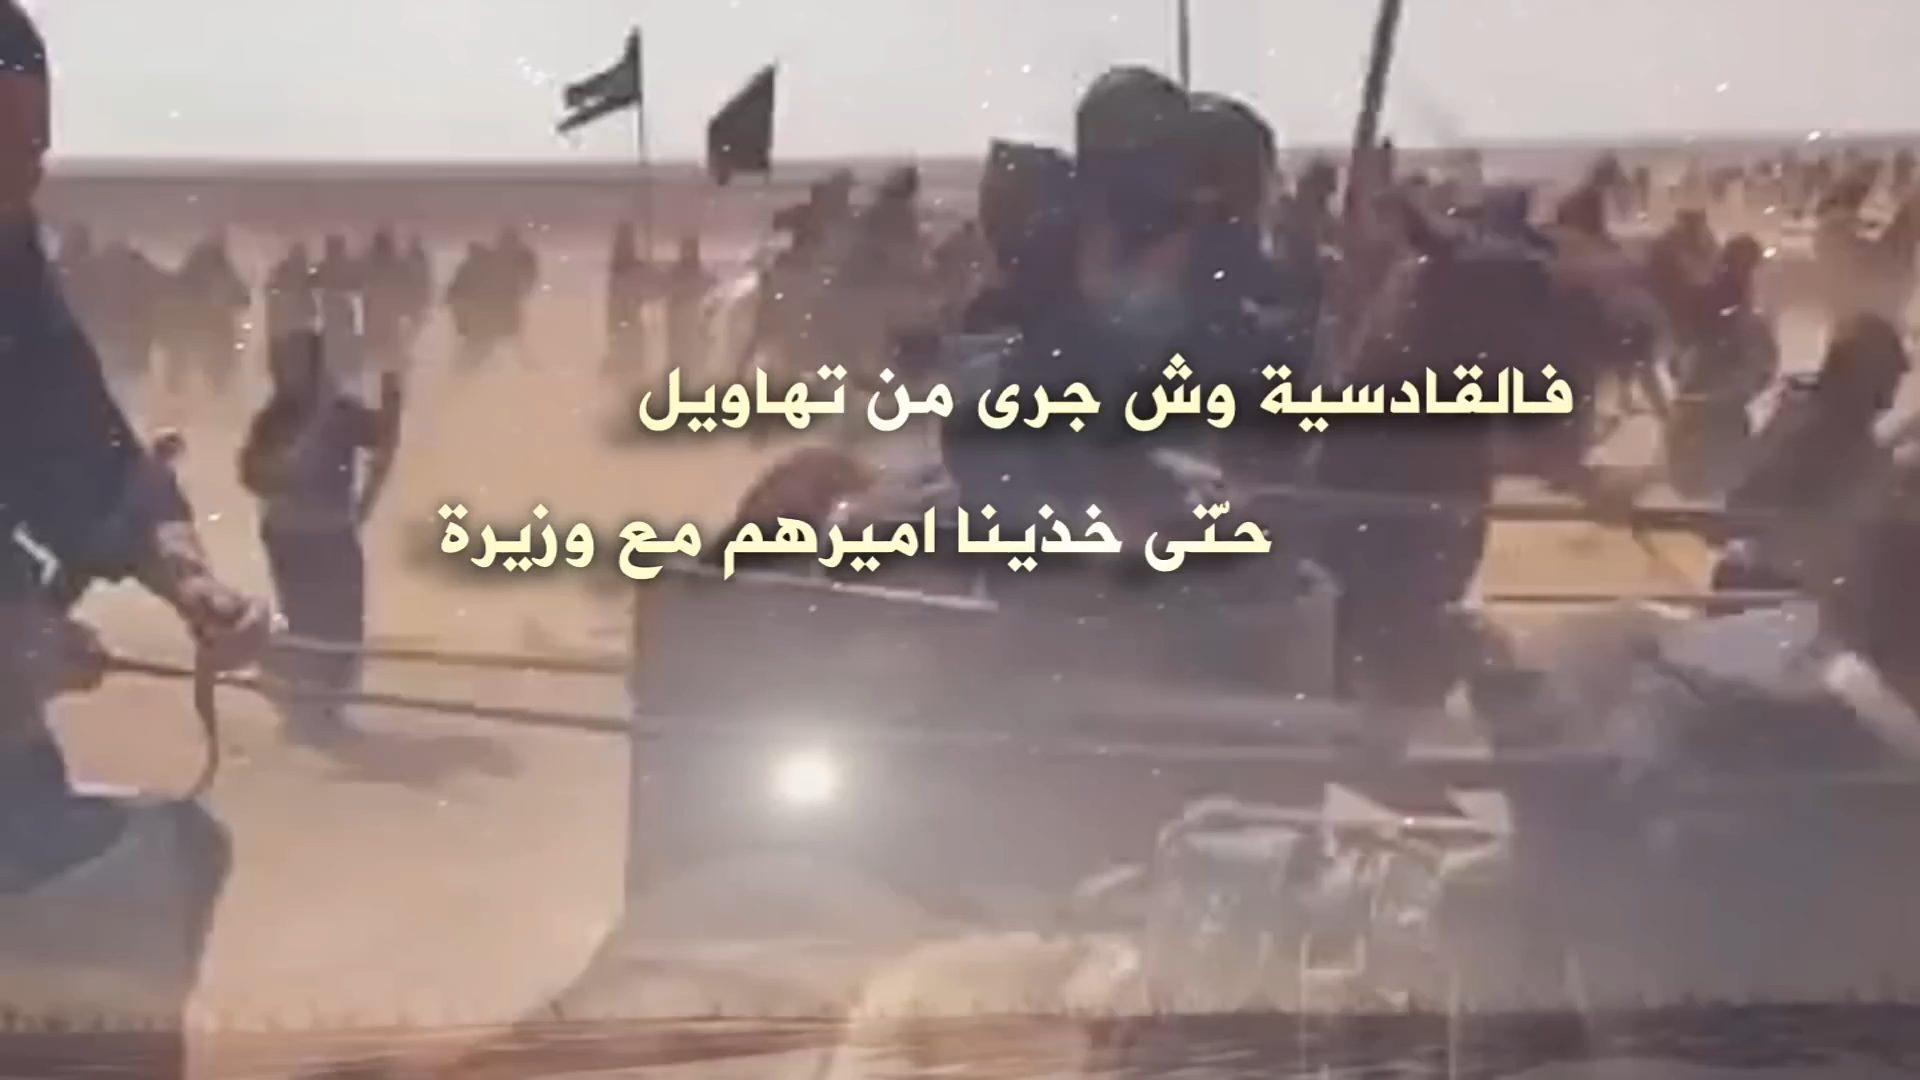 فالقادسية وش جرى من تهاويل
حتّى خذينا اميرهم مع وزيرة